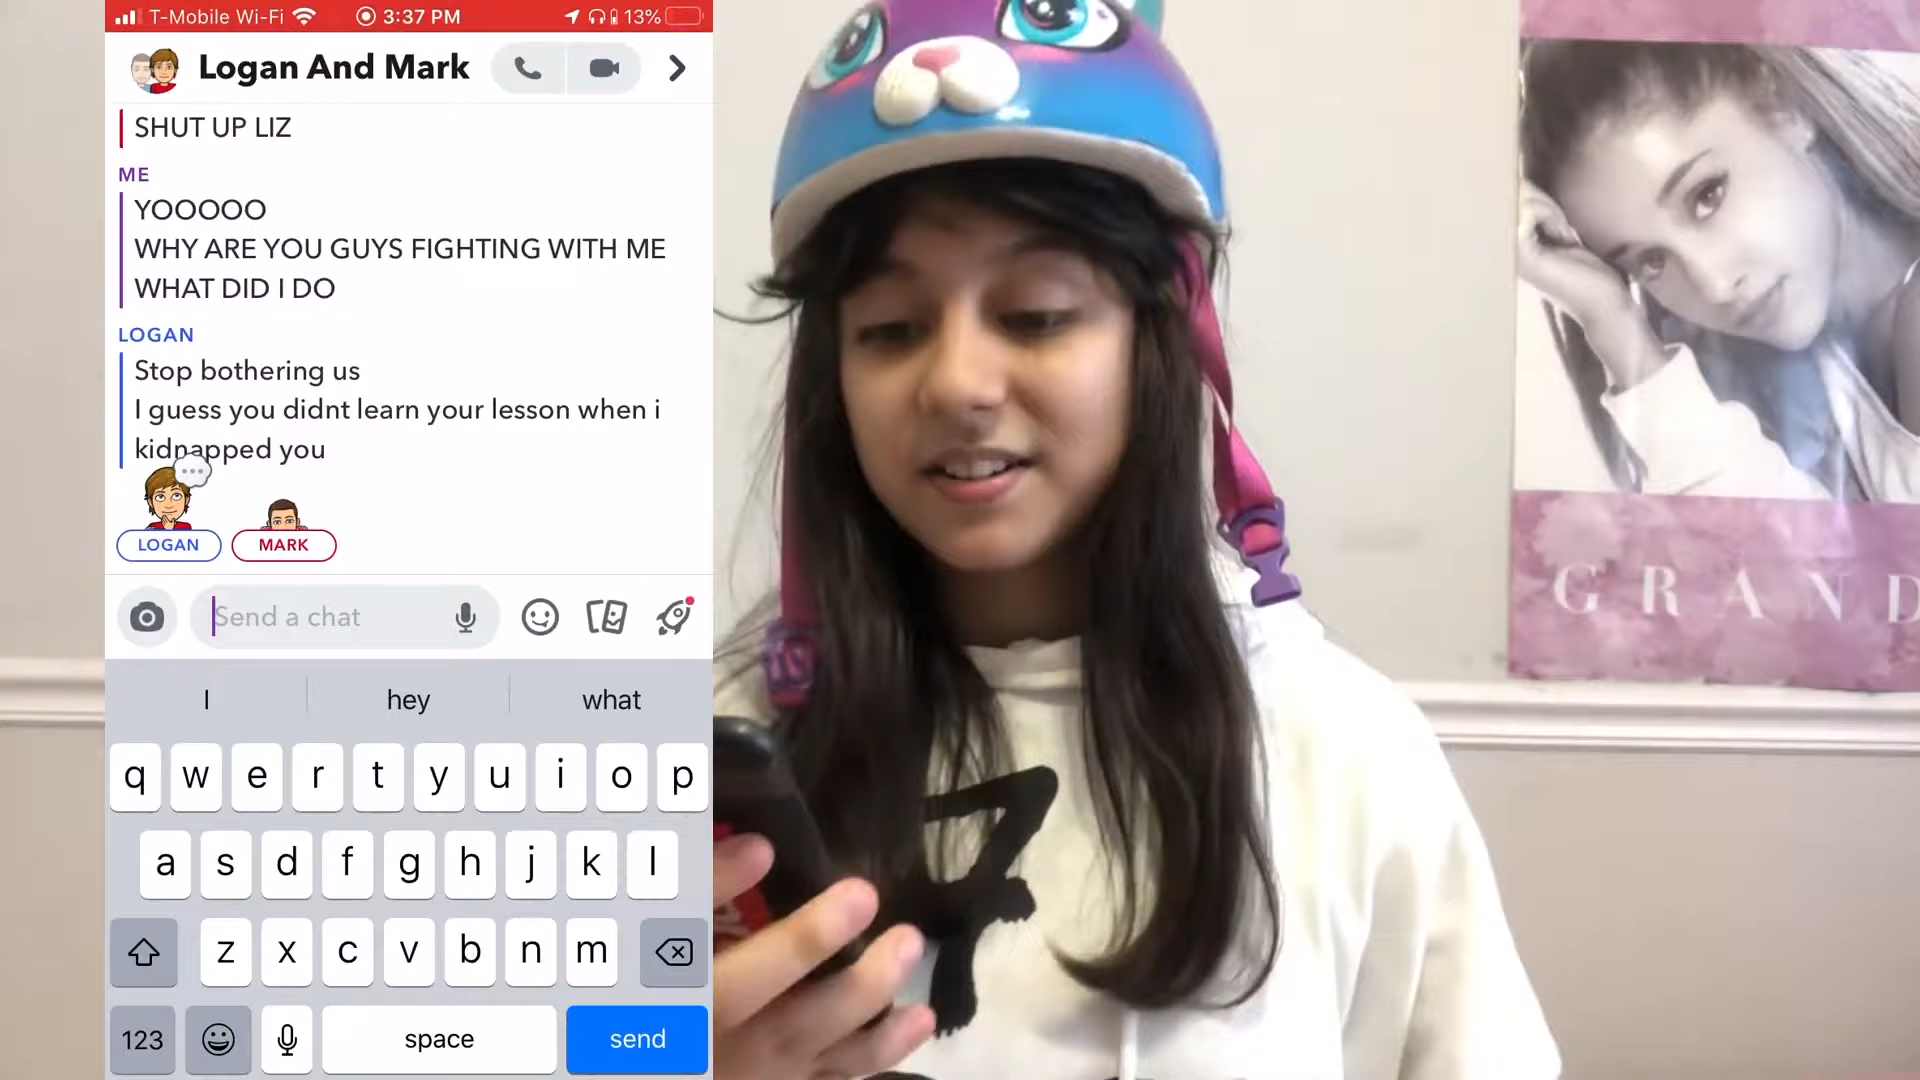 T-Mobile Wi-Fi
3:37 PM
13%
Logan And Mark
SHUT UP LIZ
ME
YOOOOO
WHY ARE YOU GUYS FIGHTING WITH ME
WHAT DID I DO
LOGAN
Stop bothering us
I guess you didnt learn your lesson when i
kidnapped you
LOGAN
MARK
Send a chat
I hey what
q w e r t y u i o p
a s d f g h j k l
z x c v b n m
123 space send
GRAND
7